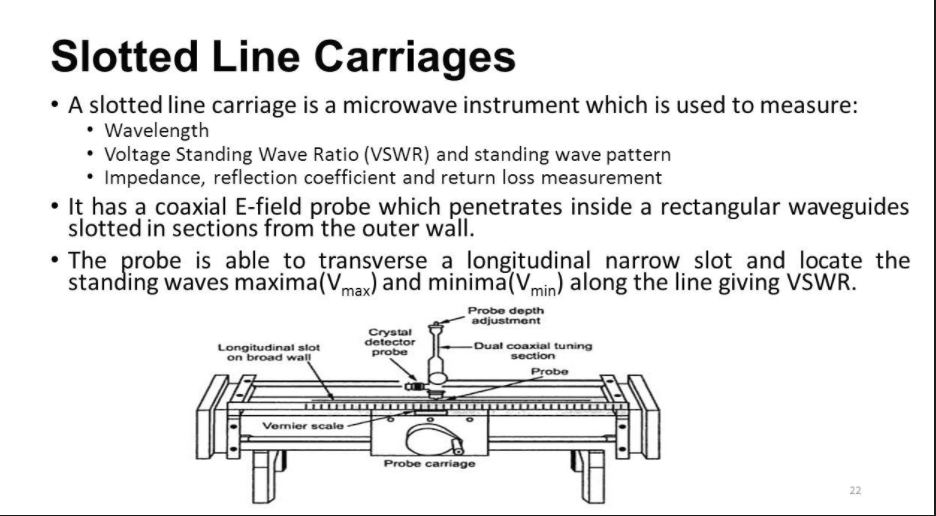 Slotted Line Carriages
• A slotted line carriage is a microwave instrument which is used to measure:
• Wavelength
• Voltage Standing Wave Ratio (VSWR) and standing wave pattern
• Impedance, reflection coefficient and return loss measurement
• It has a coaxial E-field probe which penetrates inside a rectangular waveguides
slotted in sections from the outer wall.
• The probe is able to transverse a longitudinal narrow slot and locate the
standing waves maxima(Vmax) and minima(Vmin) along the line giving VSWR.
Probe depth
adjustment
Crystal
detector
probe
Longitudinal slot
on broad wall
Dual coaxial tuning
section
Probe
Vernier scale
Probe carriage
22